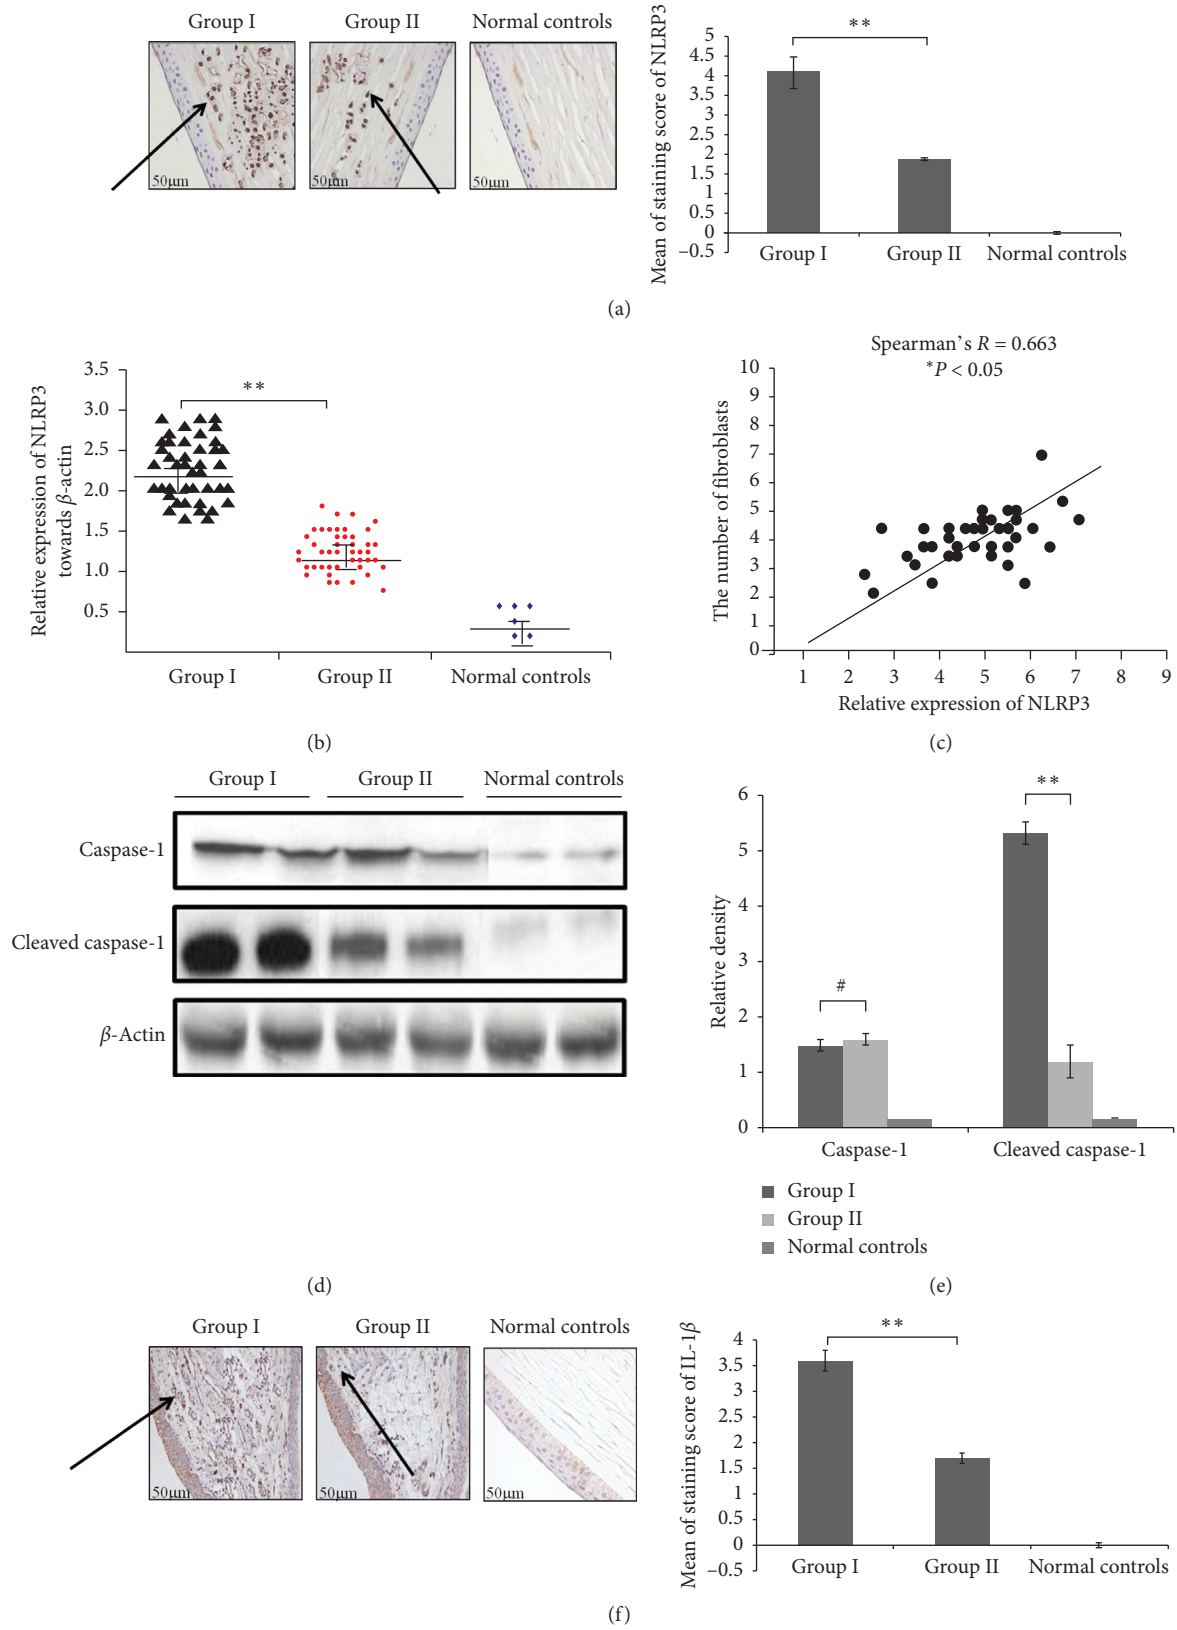 Group I
Group II
Normal controls
50μm
50μm
50μm
Mean of staining score of NLRP3
5
4.5
4
3.5
3
2.5
2
1.5
1
0.5
0
−0.5
**
Group I
Group II
Normal controls
(a)
Relative expression of NLRP3
towards β-actin
3.5
3.0
2.5
2.0
1.5
1.0
0.5
**
Group I
Group II
Normal controls
(b)
Spearman's R = 0.663
*P < 0.05
The number of fibroblasts
10
9
8
7
6
5
4
3
2
1
0
1 2 3 4 5 6 7 8 9
Relative expression of NLRP3
(c)
Group I
Group II
Normal controls
Caspase-1
Cleaved caspase-1
β-Actin
(d)
Relative density
6
5
4
3
2
1
0
#
**
Caspase-1
Cleaved caspase-1
Group I
Group II
Normal controls
(e)
Group I
Group II
Normal controls
50μm
50μm
50μm
Mean of staining score of IL-1β
4
3.5
3
2.5
2
1.5
1
0.5
0
−0.5
**
Group I
Group II
Normal controls
(f)